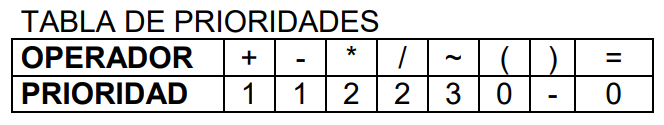 TABLA DE PRIORIDADES
OPERADOR + - * / ~ ( ) =
PRIORIDAD 1 1 2 2 3 0 - 0